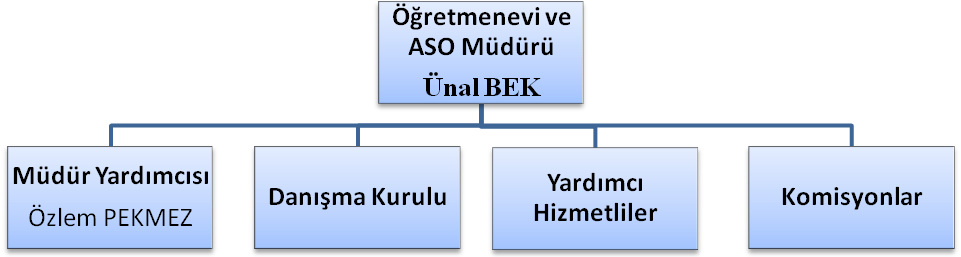 Öğretmenevi ve
ASO Müdürü
Ünal BEK
Müdür Yardımcısı
Özlem PEKMEZ
Danışma Kurulu
Yardımcı
Hizmetliler
Komisyonlar